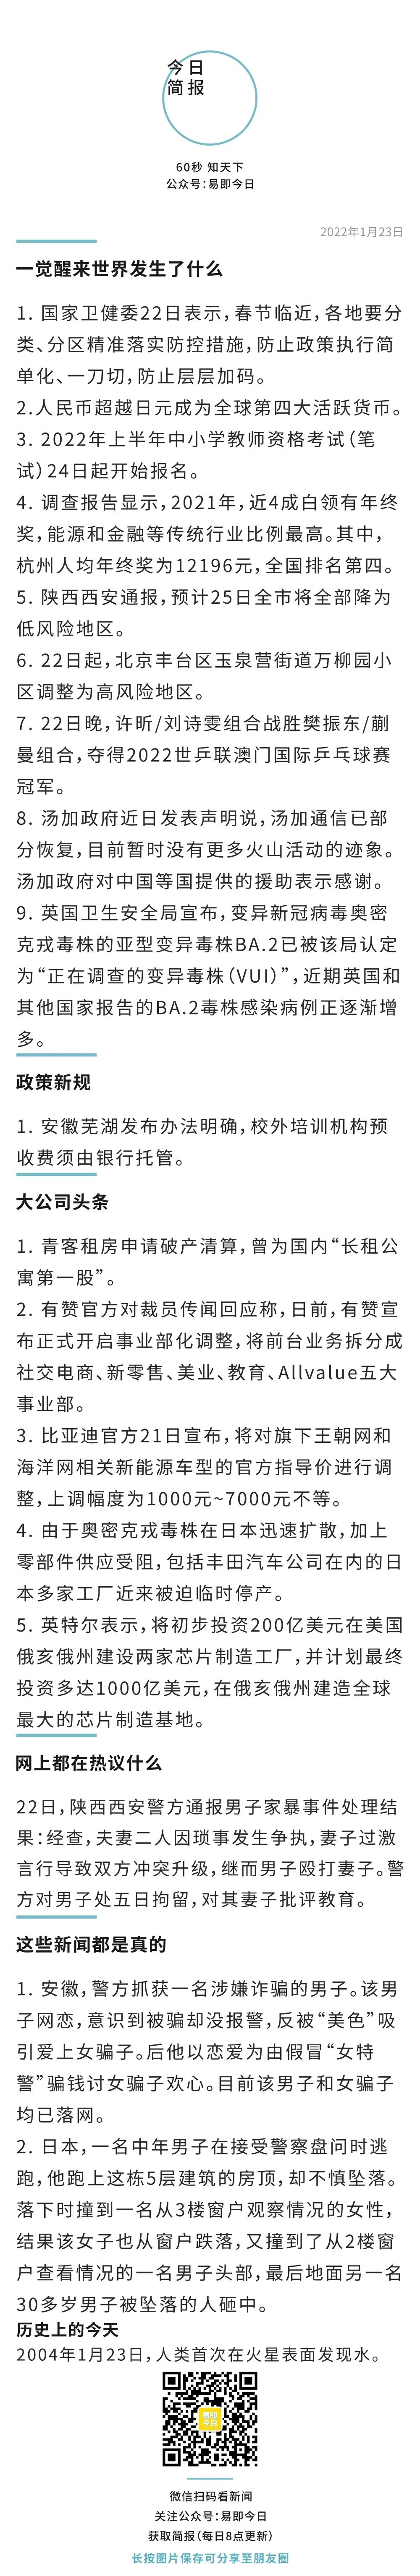 今日
简报
60秒 知天下
公众号：易即今日
2022年1月23日
一觉醒来世界发生了什么
1. 国家卫健委22日表示，春节临近，各地要分
类、分区精准落实防控措施，防止政策执行简
单化、一刀切，防止层层加码。
2.人民币超越日元成为全球第四大活跃货币。
3. 2022年上半年中小学教师资格考试（笔
试）24日起开始报名。
4. 调查报告显示，2021年，近4成白领有年终
奖，能源和金融等传统行业比例最高。其中，
杭州人均年终奖为12196元，全国排名第四。
5. 陕西西安通报，预计25日全市将全部降为
低风险地区。
6. 22日起，北京丰台区玉泉营街道万柳园小
区调整为高风险地区。
7. 22日晚，许昕/刘诗雯组合战胜樊振东/蒯
曼组合，夺得2022世乒联澳门国际乒乓球赛
冠军。
8. 汤加政府近日发表声明说，汤加通信已部
分恢复，目前暂时没有更多火山活动的迹象。
汤加政府对中国等国提供的援助表示感谢。
9. 英国卫生安全局宣布，变异新冠病毒奥密
克戎毒株的亚型变异毒株BA.2已被该局认定
为“正在调查的变异毒株（VUI）”，近期英国和
其他国家报告的BA.2毒株感染病例正逐渐增
多。
政策新规
1. 安徽芜湖发布办法明确，校外培训机构预
收费须由银行托管。
大公司头条
1. 青客租房申请破产清算，曾为国内“长租公
寓第一股”。
2. 有赞官方对裁员传闻回应称，日前，有赞宣
布正式开启事业部化调整，将前台业务拆分成
社交电商、新零售、美业、教育、Allvalue五大
事业部。
3. 比亚迪官方21日宣布，将对旗下王朝网和
海洋网相关新能源车型的官方指导价进行调
整，上调幅度为1000元~7000元不等。
4. 由于奥密克戎毒株在日本迅速扩散，加上
零部件供应受阻，包括丰田汽车公司在内的日
本多家工厂近来被迫临时停产。
5. 英特尔表示，将初步投资200亿美元在美国
俄亥俄州建设两家芯片制造工厂，并计划最终
投资多达1000亿美元，在俄亥俄州建造全球
最大的芯片制造基地。
网上都在热议什么
22日，陕西西安警方通报男子家暴事件处理结
果：经查，夫妻二人因琐事发生争执，妻子过激
言行导致双方冲突升级，继而男子殴打妻子。警
方对男子处五日拘留，对其妻子批评教育。
这些新闻都是真的
1. 安徽，警方抓获一名涉嫌诈骗的男子。该男
子网恋，意识到被骗却没报警，反被“美色”吸
引爱上女骗子。后他以恋爱为由假冒“女特
警”骗钱讨女骗子欢心。目前该男子和女骗子
均已落网。
2. 日本，一名中年男子在接受警察盘问时逃
跑，他跑上这栋5层建筑的房顶，却不慎坠落。
落下时撞到一名从3楼窗户观察情况的女性，
结果该女子也从窗户跌落，又撞到了从2楼窗
户查看情况的一名男子头部，最后地面另一名
30多岁男子被坠落的人砸中。
历史上的今天
2004年1月23日，人类首次在火星表面发现水。
易即
今日
微信扫码看新闻
关注公众号：易即今日
获取简报（每日8点更新）
长按图片保存可分享至朋友圈